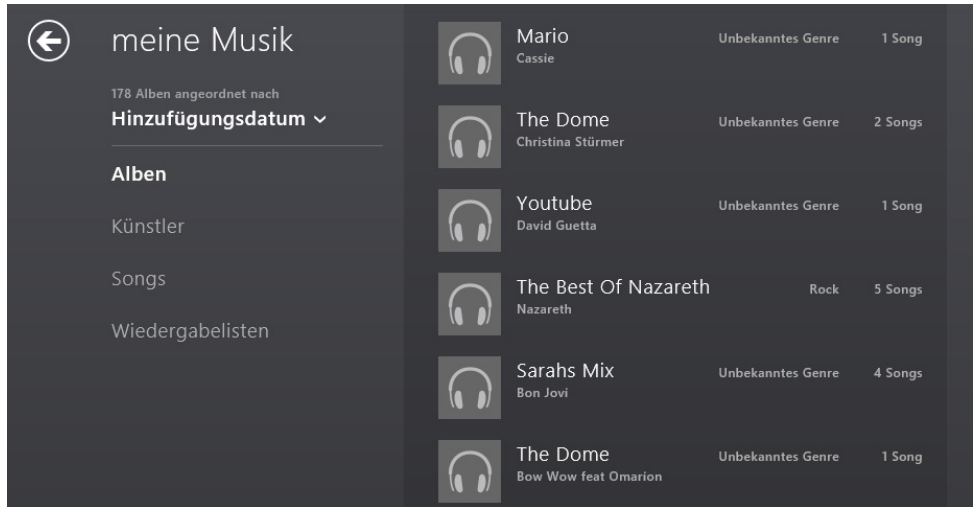 meine Musik
178 Alben angeordnet nach
Hinzufügungsdatum
Alben
Künstler
Songs
Wiedergabelisten
Mario Unbekanntes Genre 1 Song
Cassie
The Dome Unbekanntes Genre 2 Songs
Christina Stürmer
Youtube Unbekanntes Genre 1 Song
David Guetta
The Best Of Nazareth Rock 5 Songs
Nazareth
Sarahs Mix Unbekanntes Genre 4 Songs
Bon Jovi
The Dome Unbekanntes Genre 1 Song
Bow Wow feat Omarion